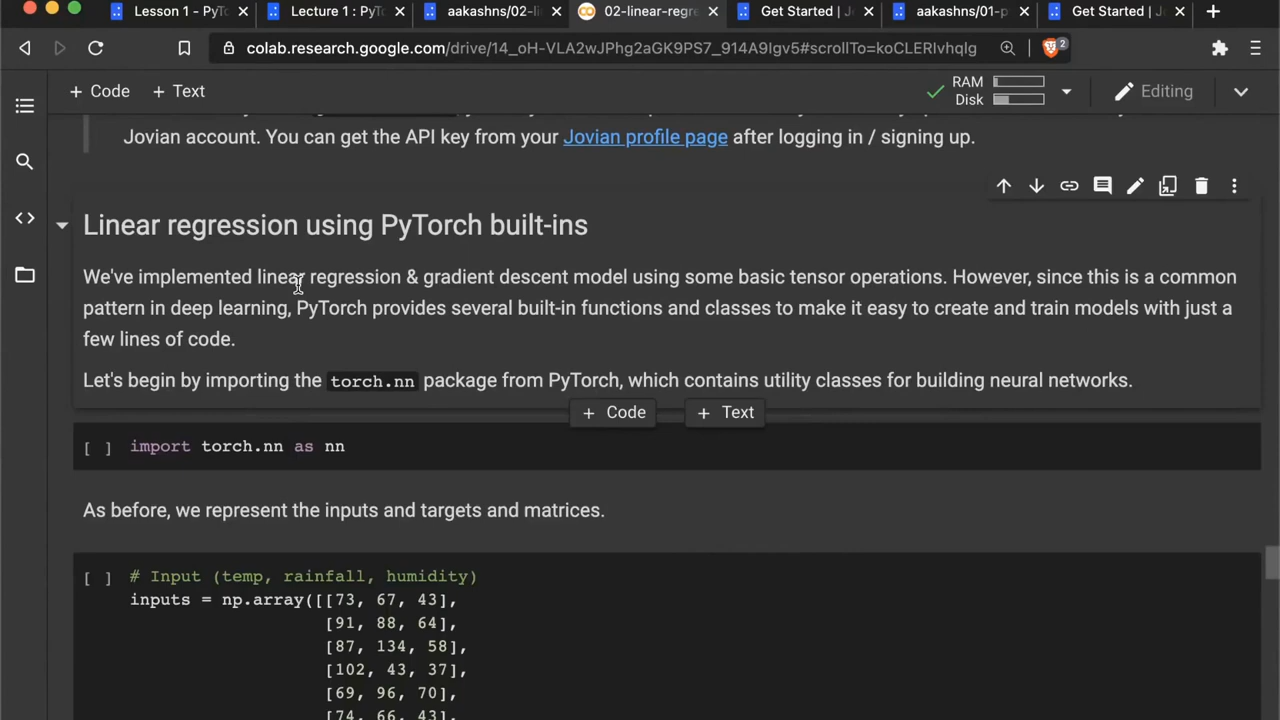 Lesson 1 - PyT
Lecture 1 : PyT
aakashns/02-li
02-linear-regre
Get Started | Jo
aakashns/01-p
Get Started | Jo
colab.research.google.com/drive/14_oH-VLA2wJPhg2aGK9PS7_914A9Igv5#scrollTo=koCLERIvhqlg
2
+ Code + Text
RAM
Disk
Editing
Jovian account. You can get the API key from your Jovian profile page after logging in / signing up.
Linear regression using PyTorch built-ins
We've implemented linear regression & gradient descent model using some basic tensor operations. However, since this is a common
pattern in deep learning, PyTorch provides several built-in functions and classes to make it easy to create and train models with just a
few lines of code.
Let's begin by importing the torch.nn package from PyTorch, which contains utility classes for building neural networks.
+ Code + Text
[ ] import torch.nn as nn
As before, we represent the inputs and targets and matrices.
[ ] # Input (temp, rainfall, humidity)
inputs = np.array([[73, 67, 43],
[91, 88, 64],
[87, 134, 58],
[102, 43, 37],
[69, 96, 70],
[74, 66, 43],